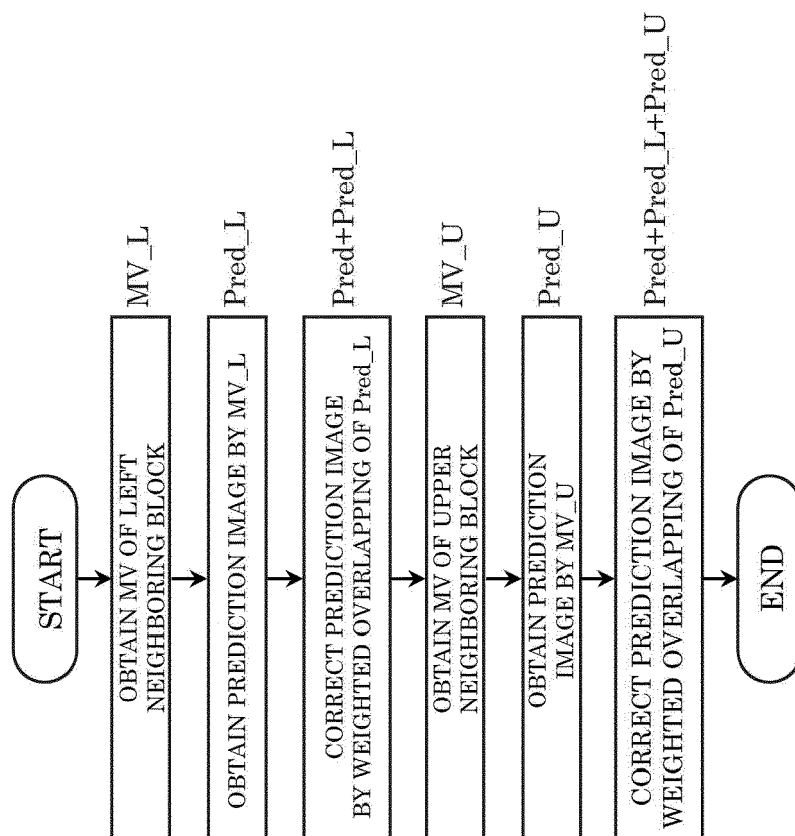 START
OBTAIN MV OF LEFT
NEIGHBORING BLOCK
MV_L
OBTAIN PREDICTION IMAGE BY MV_L
Pred_L
CORRECT PREDICTION IMAGE
BY WEIGHTED OVERLAPPING OF Pred_L
Pred+Pred_L
OBTAIN MV OF UPPER
NEIGHBORING BLOCK
MV_U
OBTAIN PREDICTION
IMAGE BY MV_U
Pred_U
CORRECT PREDICTION IMAGE BY
WEIGHTED OVERLAPPING OF Pred_U
Pred+Pred_L+Pred_U
END